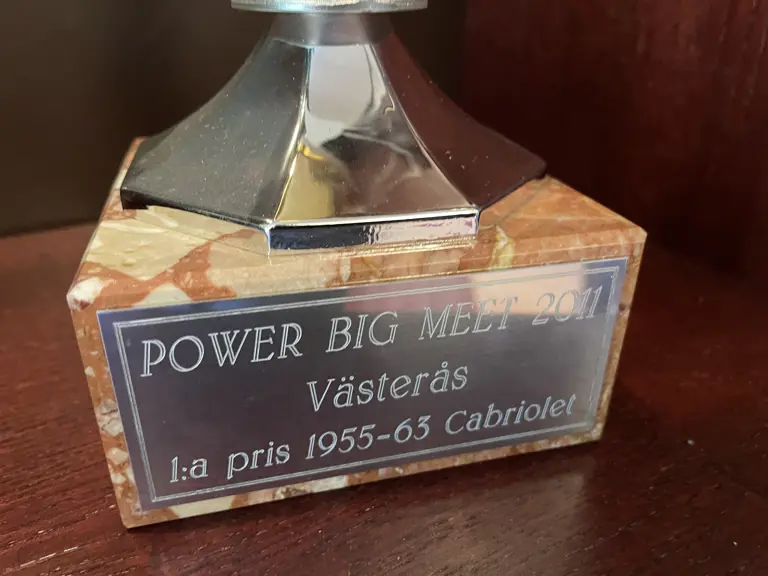 POWER BIG MEET 2011
Västerås
1:a pris 1955-63 Cabriolet